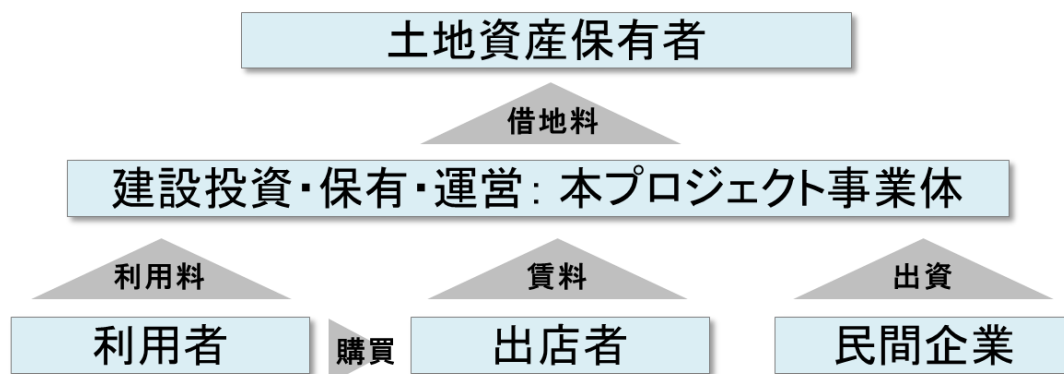 土地資産保有者
借地料
建設投資・保有・運営：本プロジェクト事業体
利用料
賃料
出資
利用者
購買
出店者
民間企業